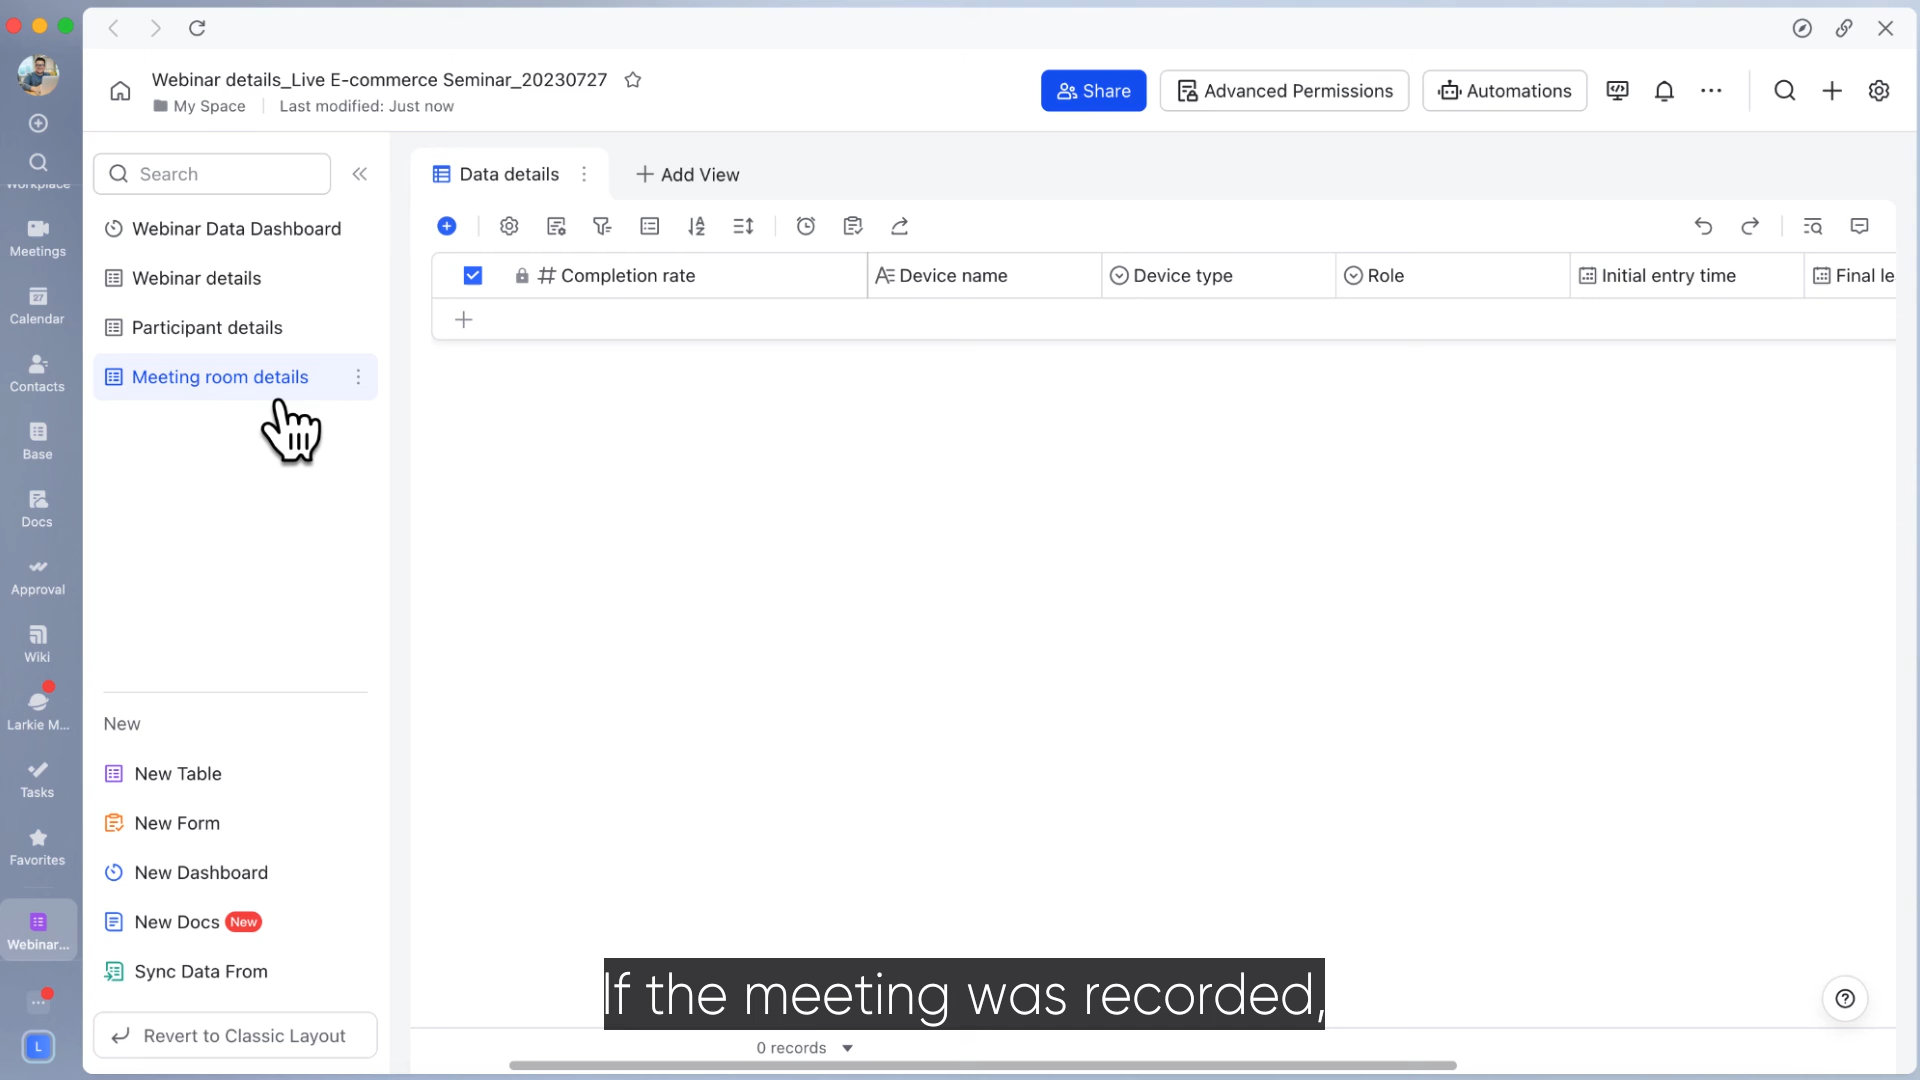 Webinar details_Live E-commerce Seminar_20230727
My Space
Last modified: Just now
Share
Advanced Permissions
Automations
Workplace
Meetings
27
Calendar
Contacts
Base
Docs
Approval
Wiki
Larkie M...
Tasks
Favorites
Webinar...
L
Search
Webinar Data Dashboard
Webinar details
Participant details
Meeting room details
New
New Table
New Form
New Dashboard
New Docs New
Sync Data From
Revert to Classic Layout
Data details
Add View
Completion rate
Device name
Device type
Role
Initial entry time
Final le
If the meeting was recorded,
0 records